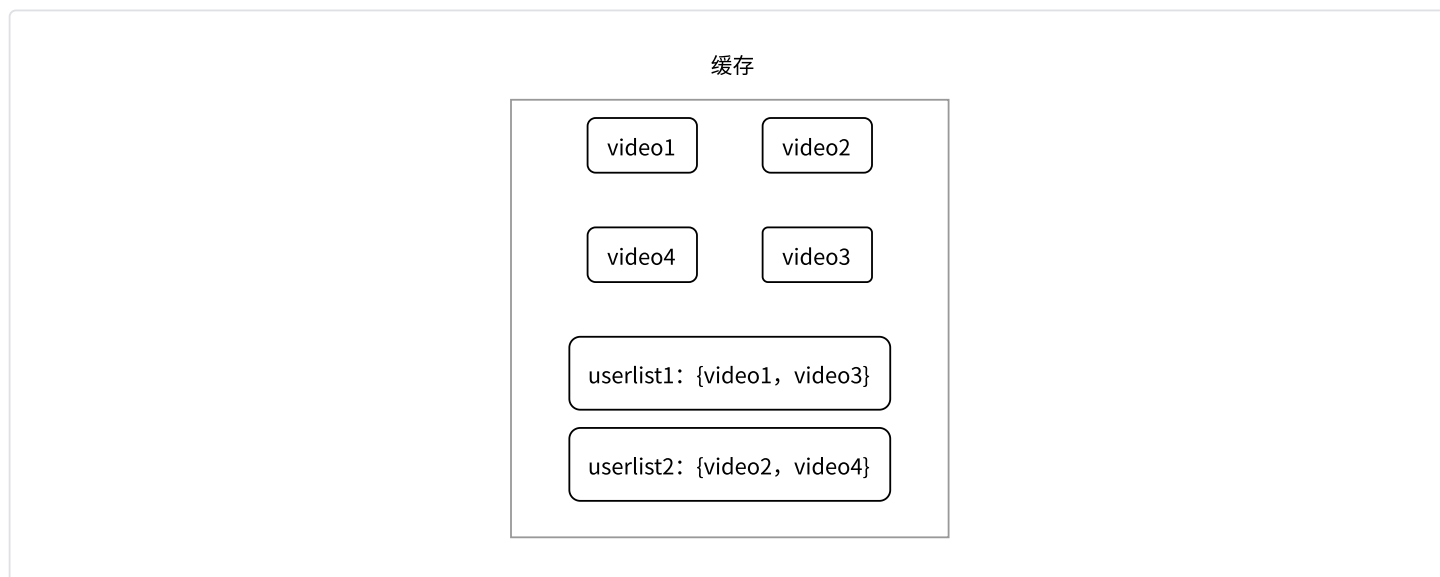 缓存
video1 video2
video4 video3
userlist1：{video1，video3}
userlist2：{video2，video4}